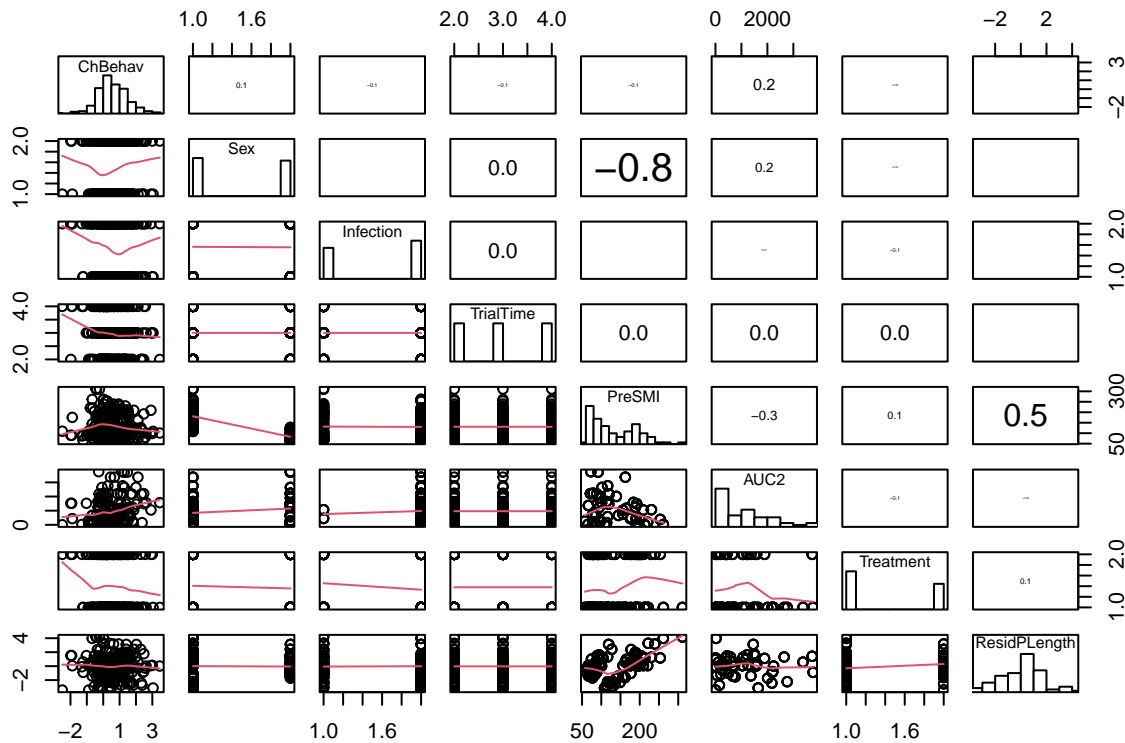 1.0 1.6 2.0 3.0 4.0 0 2000 −2 2
ChBehav 0.1 −0.1 −0.1 −0.1 0.2 −2 3
1.0 2.0 Sex 0.0 −0.8 0.2
Infection 0.0 −0.1 1.0 2.0
2.0 4.0 TrialTime 0.0 0.0 0.0
PreSMI −0.3 0.1 0.5 50 300
0 AUC2 −0.1
Treatment 0.1 1.0 2.0
−2 4 ResidPLength
−2 1 3 1.0 1.6 50 200 1.0 1.6